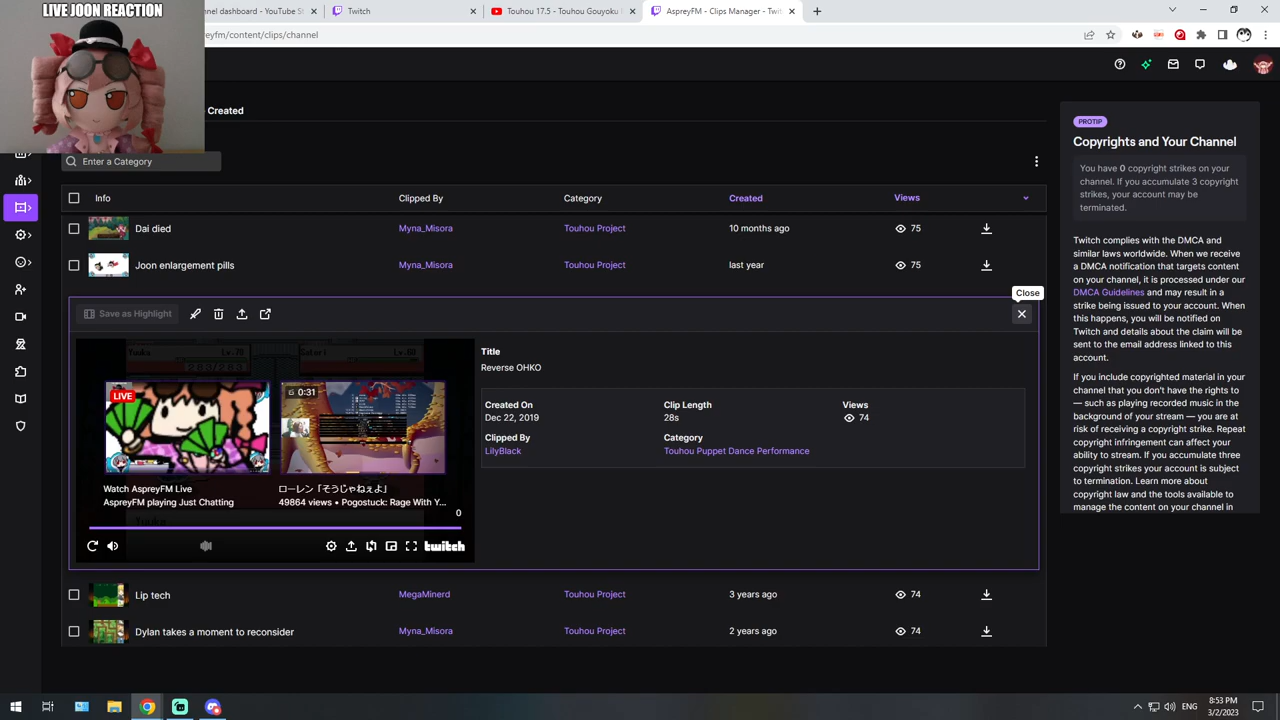 LIVE JOON REACTION
nnel dashboard - YouTube St
Twitch
Touhou 17.5 - Touhou Gouyoku
AspreyFM - Clips Manager - Twit
eyfm/content/clips/channel
Created
Enter a Category
Info Clipped By Category Created Views
Dai died Myna_Misora Touhou Project 10 months ago 75
Joon enlargement pills Myna_Misora Touhou Project last year 75
Close
Save as Highlight
Yuuka Lv.70
Lv.60
LIVE
0:31
Watch AspreyFM Live
AspreyFM playing Just Chatting
ローレン「そうじゃねぇよ」
49864 views • Pogostuck: Rage With Y...
0
Yuuka
twitch
Title
Reverse OHKO
Created On Clip Length Views
Dec 22, 2019 28s 74
Clipped By Category
LilyBlack Touhou Puppet Dance Performance
Lip tech MegaMinerd Touhou Project 3 years ago 74
Dylan takes a moment to reconsider Myna_Misora Touhou Project 2 years ago 74
PROTIP
Copyrights and Your Channel
You have 0 copyright strikes on your
channel. If you accumulate 3 copyright
strikes, your account may be
terminated.
Twitch complies with the DMCA and
similar laws worldwide. When we receive
a DMCA notification that targets content
on your channel, it is processed under our
DMCA Guidelines and may result in a
strike being issued to your account. When
this happens, you will be notified on
Twitch and details about the claim will be
sent to the email address linked to this
account.
If you include copyrighted material in your
channel that you don't have the rights to
— such as playing recorded music in the
background of your stream — you are at
risk of receiving a copyright strike. Repeat
copyright infringement can affect your
ability to stream. If you accumulate three
copyright strikes your account is subject
to termination. Learn more about
copyright law and the tools available to
manage the content on your channel in
ENG
8:53 PM
3/2/2023